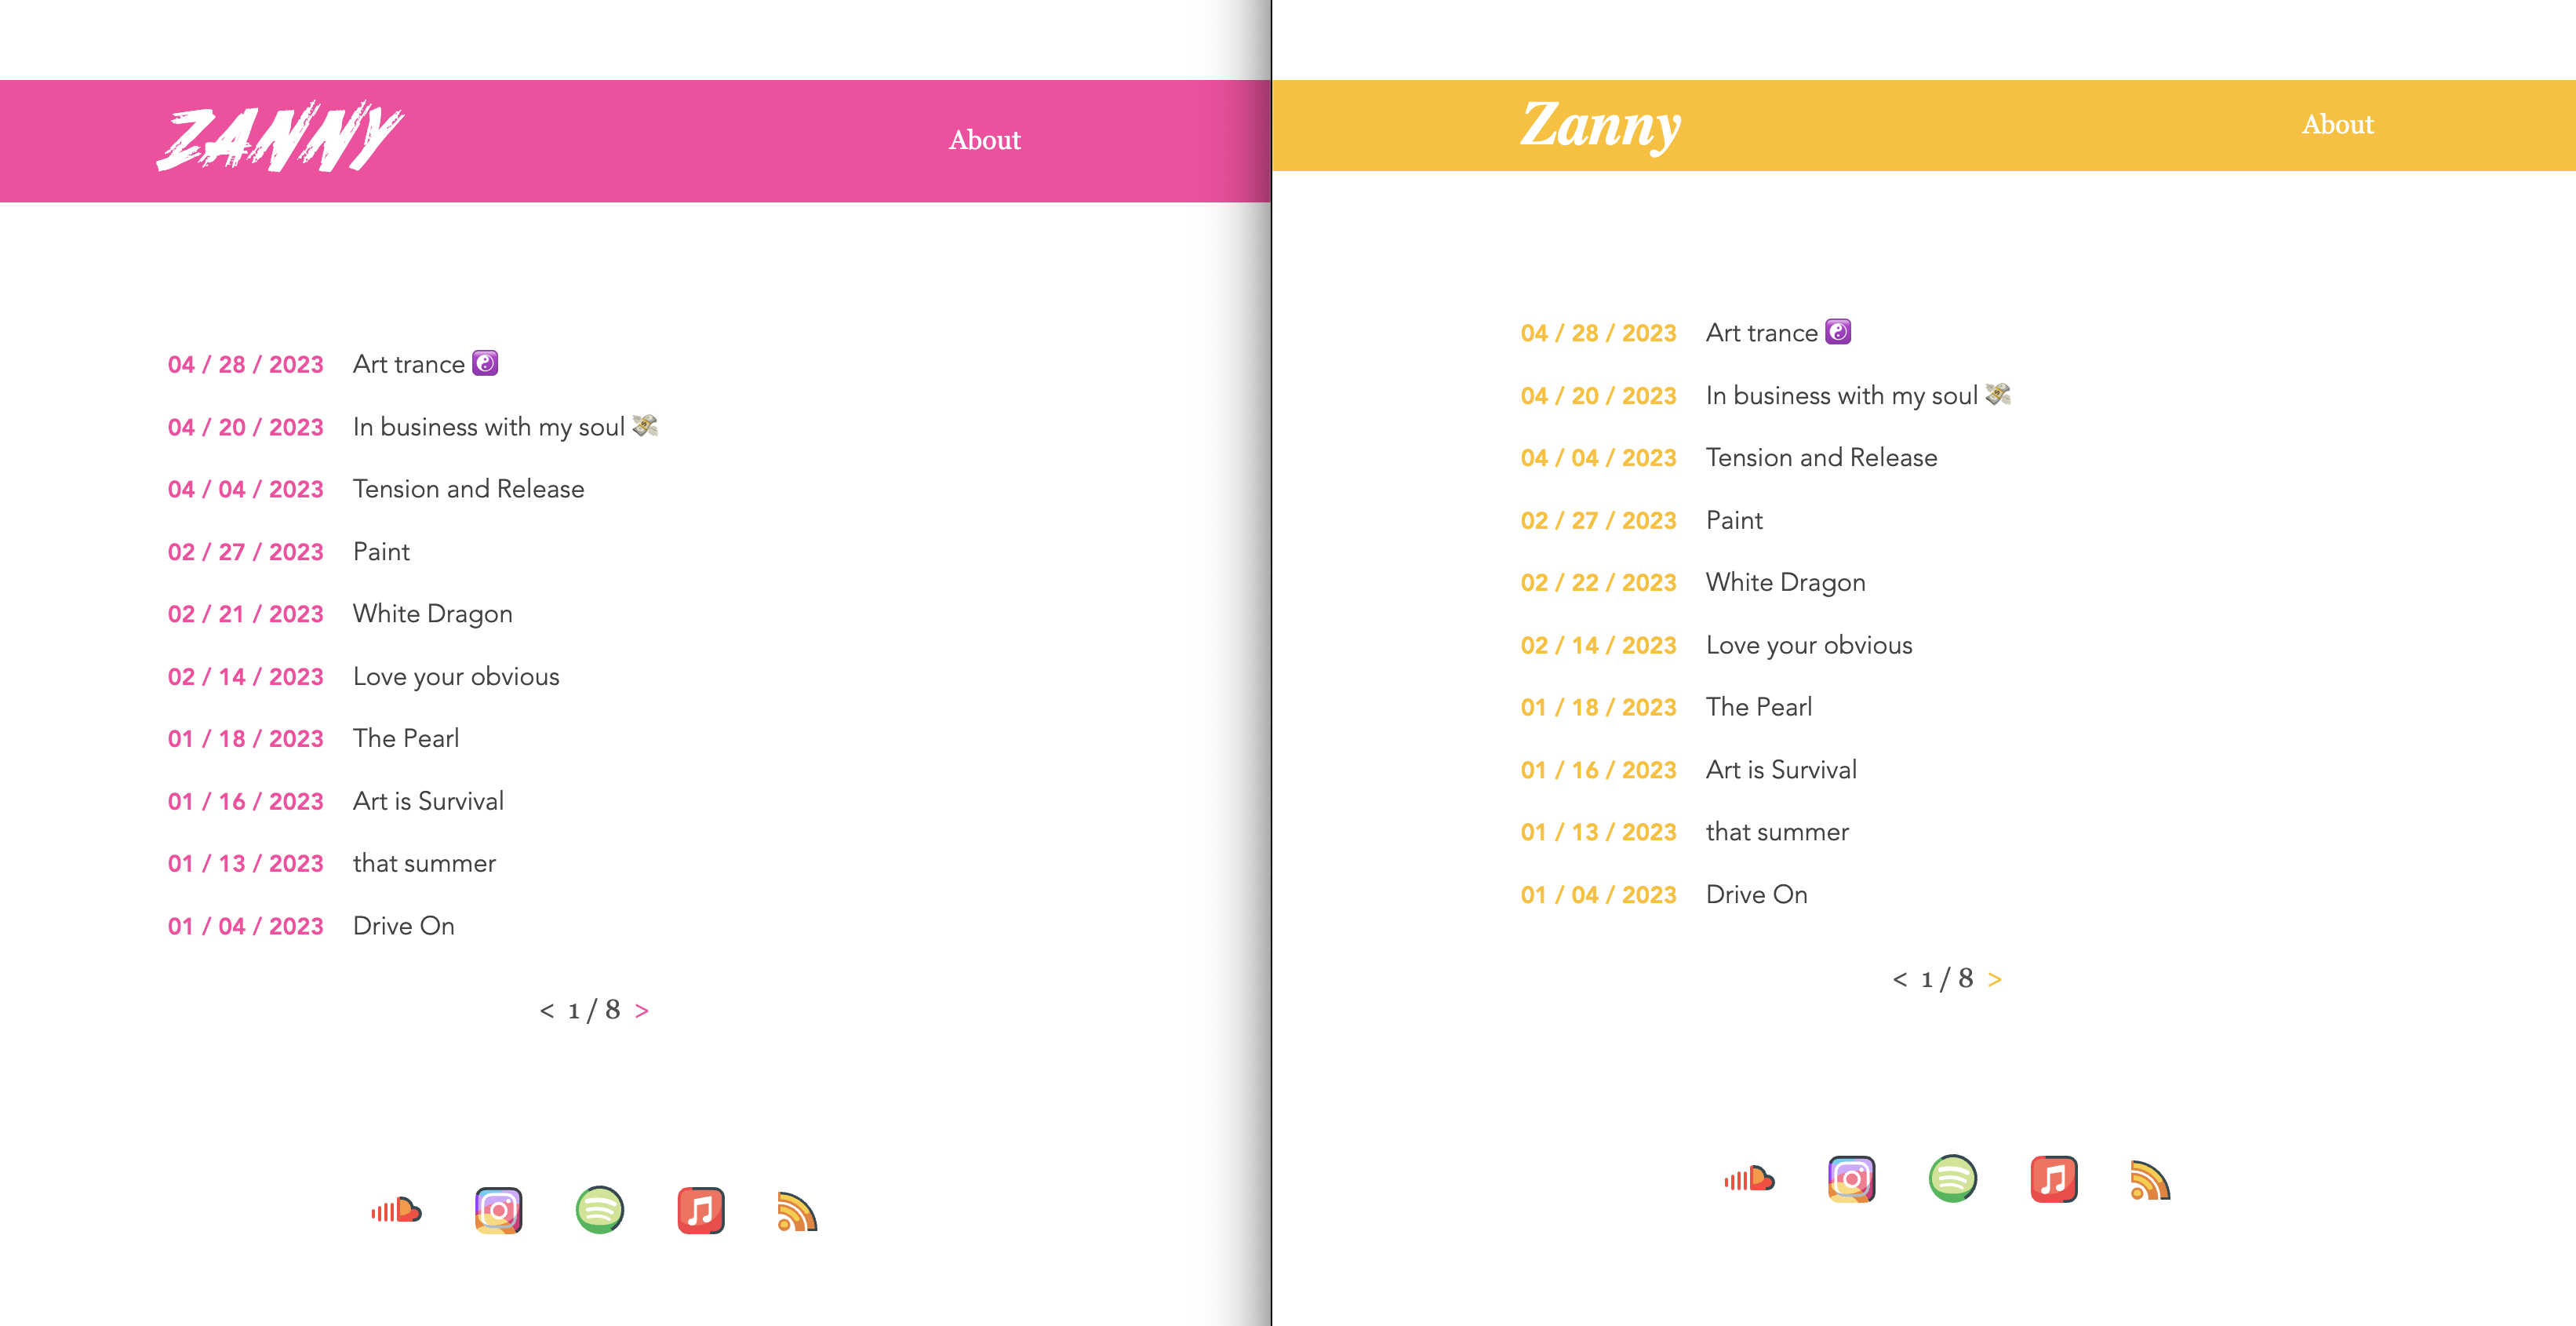 ZANNY
About
04 / 28 / 2023 Art trance ☯️
04 / 20 / 2023 In business with my soul 💸
04 / 04 / 2023 Tension and Release
02 / 27 / 2023 Paint
02 / 21 / 2023 White Dragon
02 / 14 / 2023 Love your obvious
01 / 18 / 2023 The Pearl
01 / 16 / 2023 Art is Survival
01 / 13 / 2023 that summer
01 / 04 / 2023 Drive On
< 1 / 8 >
Zanny
About
04 / 28 / 2023 Art trance ☯️
04 / 20 / 2023 In business with my soul 💸
04 / 04 / 2023 Tension and Release
02 / 27 / 2023 Paint
02 / 22 / 2023 White Dragon
02 / 14 / 2023 Love your obvious
01 / 18 / 2023 The Pearl
01 / 16 / 2023 Art is Survival
01 / 13 / 2023 that summer
01 / 04 / 2023 Drive On
< 1 / 8 >